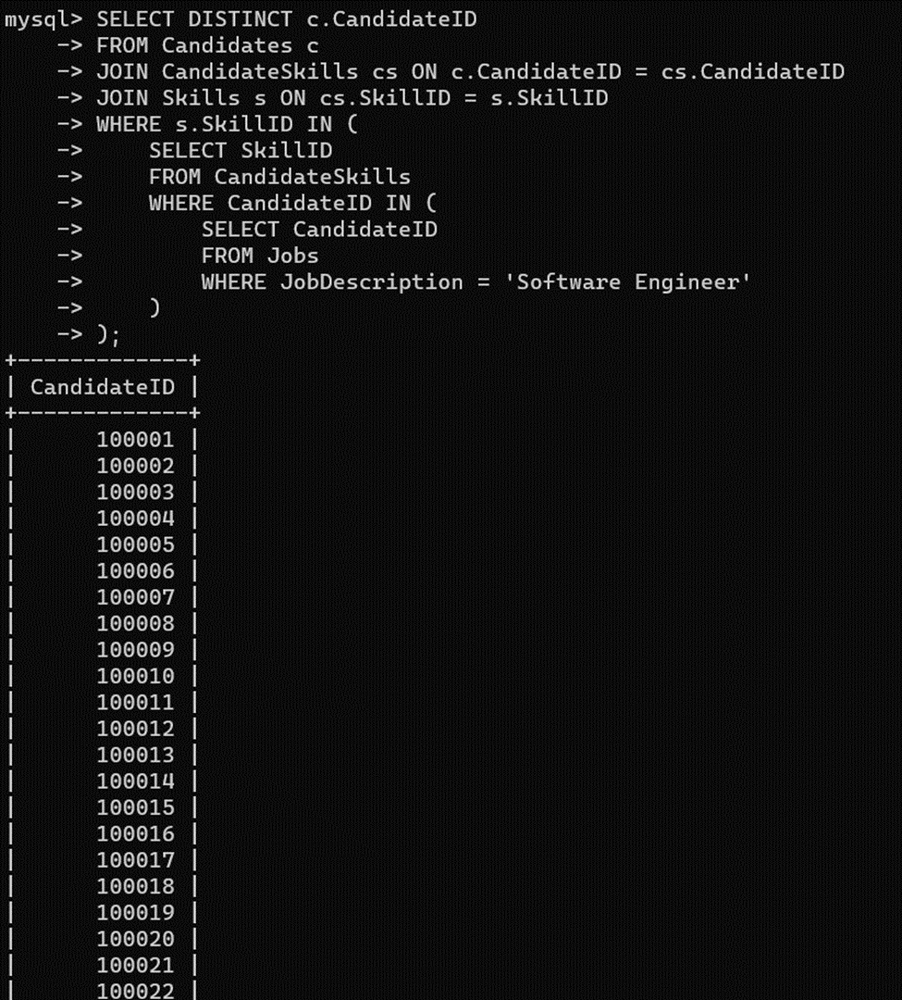 mysql> SELECT DISTINCT c.CandidateID
    -> FROM Candidates c
    -> JOIN CandidateSkills cs ON c.CandidateID = cs.CandidateID
    -> JOIN Skills s ON cs.SkillID = s.SkillID
    -> WHERE s.SkillID IN (
    ->     SELECT SkillID
    ->     FROM CandidateSkills
    ->     WHERE CandidateID IN (
    ->         SELECT CandidateID
    ->         FROM Jobs
    ->         WHERE JobDescription = 'Software Engineer'
    ->     )
    -> );
+-------------+
| CandidateID |
+-------------+
|      100001 |
|      100002 |
|      100003 |
|      100004 |
|      100005 |
|      100006 |
|      100007 |
|      100008 |
|      100009 |
|      100010 |
|      100011 |
|      100012 |
|      100013 |
|      100014 |
|      100015 |
|      100016 |
|      100017 |
|      100018 |
|      100019 |
|      100020 |
|      100021 |
|      100022 |